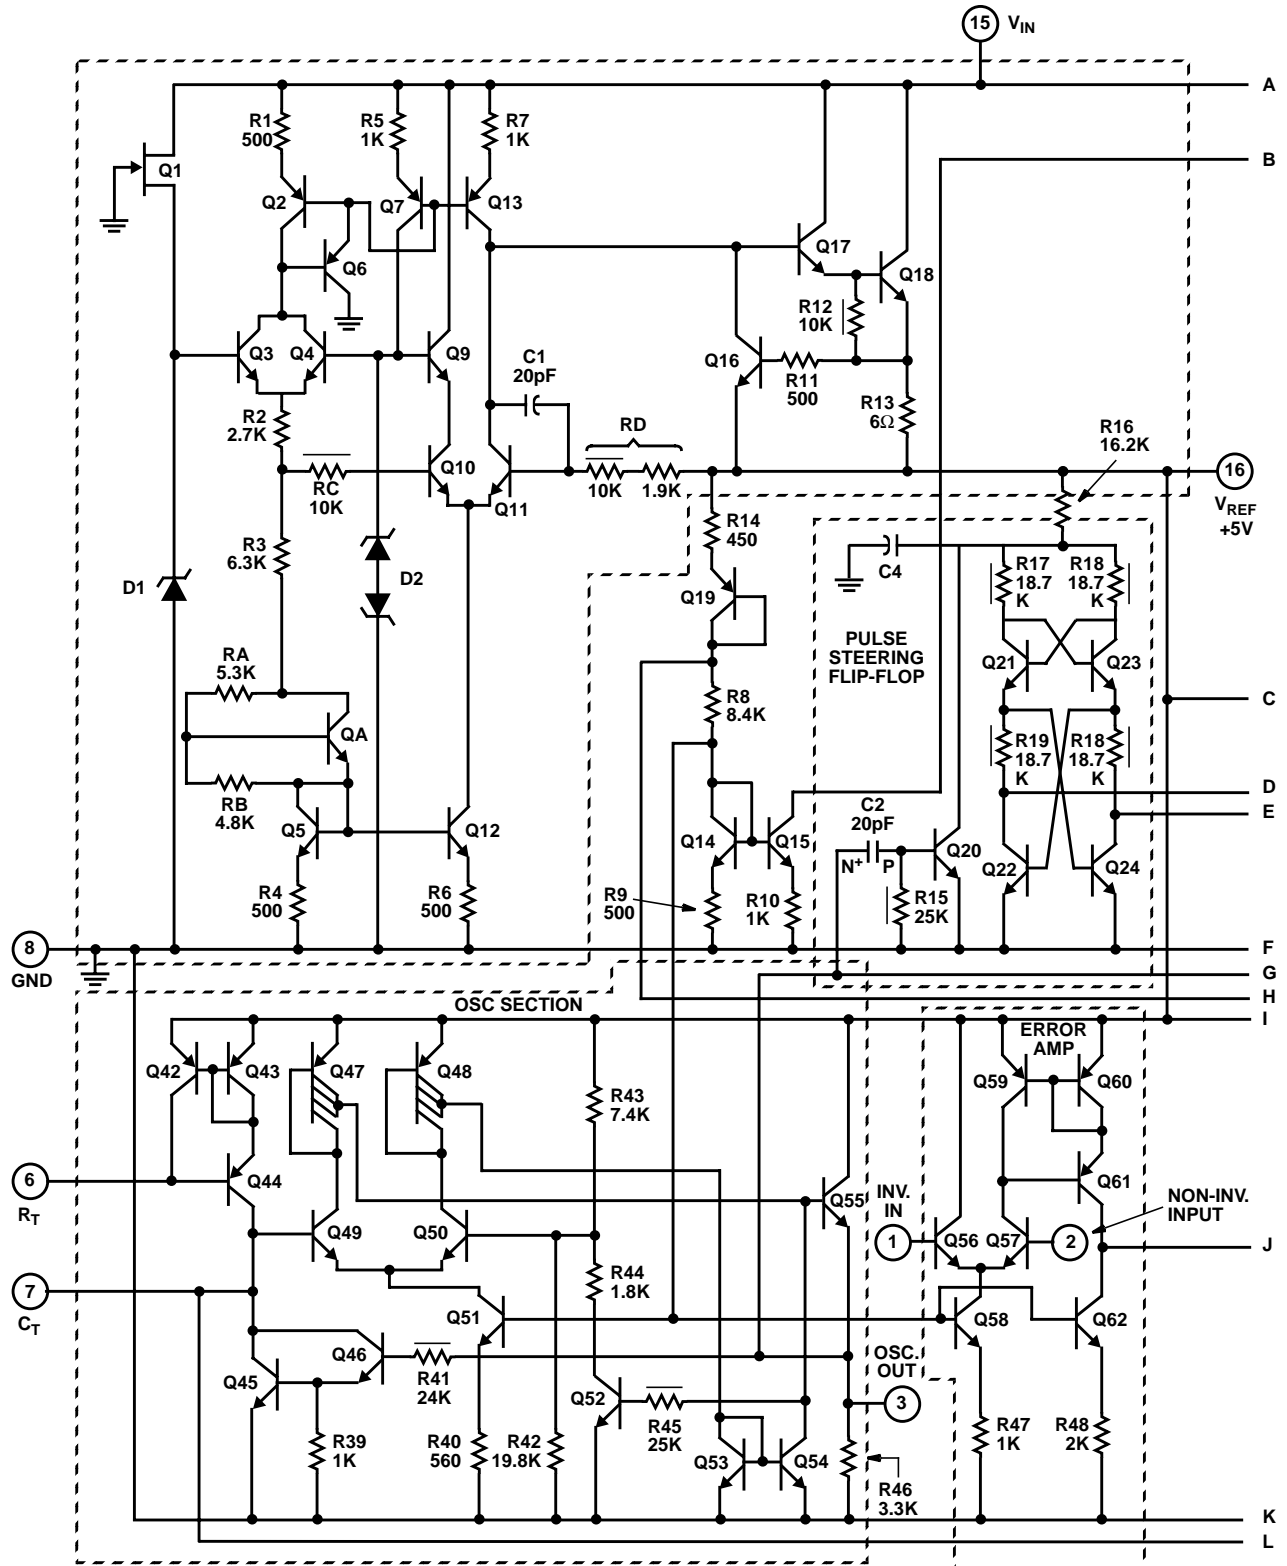 15 V_IN
A
R1
500
R5
1K
R7
1K
B
Q1
Q2
Q7
Q13
Q6
Q17
Q18
R12
10K
Q3 Q4
Q9
C1
20pF
Q16
R11
500
R13
6Ω
R2
2.7K
RD
R16
16.2K
RC
10K
Q10
Q11
10K 1.9K
16
V_REF
+5V
R3
6.3K
D1
D2
R14
450
C4
R17
18.7
K
R18
18.7
K
Q19
PULSE
STEERING
FLIP-FLOP
Q21
Q23
RA
5.3K
C
R8
8.4K
QA
R19
18.7
K
R18
18.7
K
RB
4.8K
D
E
Q5
Q12
C2
20pF
Q14
Q15
N+ P
Q20
Q22
Q24
R4
500
R6
500
R9
500
R10
1K
R15
25K
8
GND
F
G
H
OSC SECTION
I
ERROR
AMP
Q42
Q43
Q47
Q48
R43
7.4K
Q59
Q60
6
R_T
Q44
Q55
Q61
INV.
IN
NON-INV.
INPUT
Q49
Q50
1
Q56 Q57
2
J
R44
1.8K
7
C_T
Q51
Q58
Q62
Q46
R41
24K
OSC.
OUT
3
Q45
Q52
R45
25K
R39
1K
R40
560
R42
19.8K
Q53
Q54
R47
1K
R48
2K
R46
3.3K
K
L